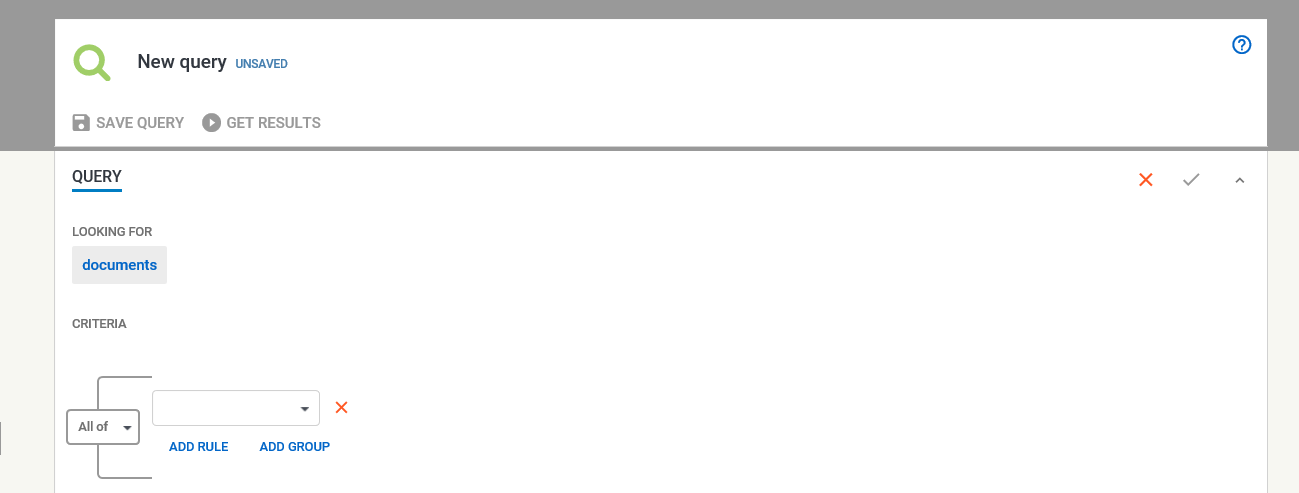 New query UNSAVED
SAVE QUERY GET RESULTS
QUERY
LOOKING FOR
documents
CRITERIA
All of
ADD RULE ADD GROUP